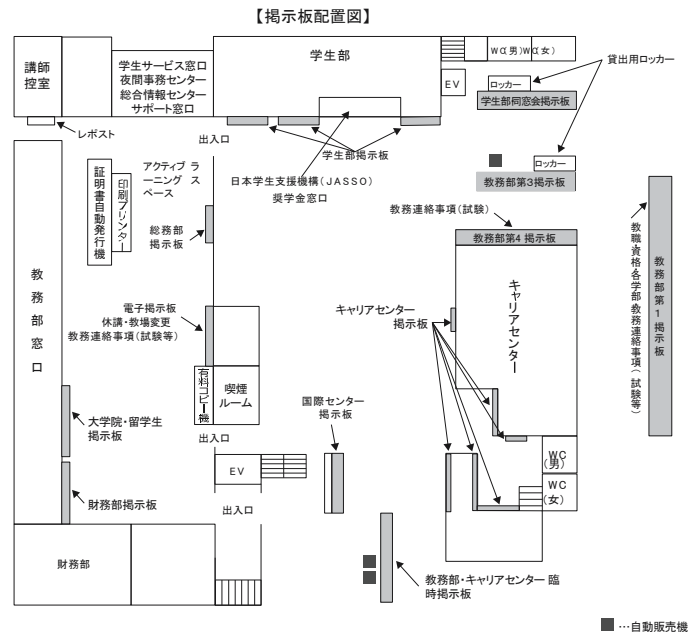 【掲示板配置図】
講師
控室
学生サービス窓口
夜間事務センター
総合情報センター
サポート窓口
学生部
WC(男)
WC(女)
EV
ロッカー
貸出用ロッカー
学生部同窓会掲示板
レポスト
出入口
学生部掲示板
日本学生支援機構(JASSO)
奨学金窓口
ロッカー
教務部第3掲示板
アクティブ ラ
ーニング ス
ペース
証明書自動発行機
印刷プリンター
総務部
掲示板
教務連絡事項(試験)
教務部第4 掲示板
教務部第1掲示板
教職・資格・各学部・教務連絡事項(試験等)
教務部窓口
キャリアセンター
キャリアセンター
掲示板
電子掲示板
休講・教場変更
教務連絡事項(試験等)
有料コピー機
喫煙
ルーム
国際センター
掲示板
大学院・留学生
掲示板
出入口
EV
WC
(男)
WC
(女)
財務部掲示板
出入口
財務部
教務部・キャリアセンター 臨
時掲示板
…自動販売機